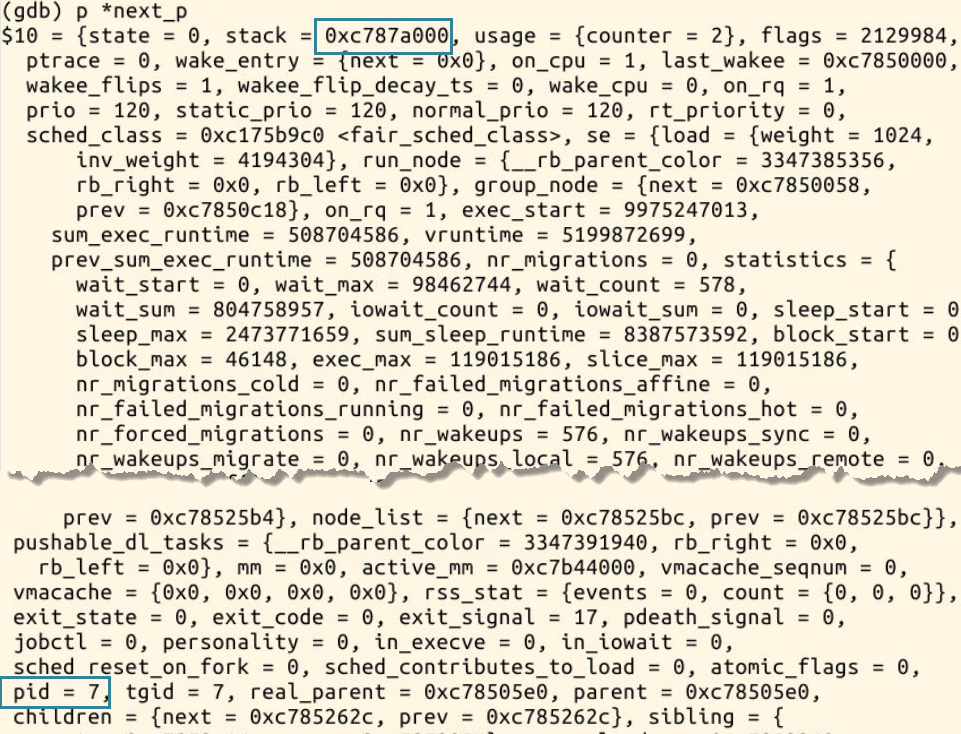 (gdb) p *next_p
$10 = {state = 0, stack = 0xc787a000, usage = {counter = 2}, flags = 2129984,
ptrace = 0, wake_entry = {next = 0x0}, on_cpu = 1, last_wakee = 0xc7850000,
wakee_flips = 1, wakee_flip_decay_ts = 0, wake_cpu = 0, on_rq = 1,
prio = 120, static_prio = 120, normal_prio = 120, rt_priority = 0,
sched_class = 0xc175b9c0 <fair_sched_class>, se = {load = {weight = 1024,
inv_weight = 4194304}, run_node = {__rb_parent_color = 3347385356,
rb_right = 0x0, rb_left = 0x0}, group_node = {next = 0xc7850058,
prev = 0xc7850c18}, on_rq = 1, exec_start = 9975247013,
sum_exec_runtime = 508704586, vruntime = 5199872699,
prev_sum_exec_runtime = 508704586, nr_migrations = 0, statistics = {
wait_start = 0, wait_max = 98462744, wait_count = 578,
wait_sum = 804758957, iowait_count = 0, iowait_sum = 0, sleep_start = 0
sleep_max = 2473771659, sum_sleep_runtime = 8387573592, block_start = 0
block_max = 46148, exec_max = 119015186, slice_max = 119015186,
nr_migrations_cold = 0, nr_failed_migrations_affine = 0,
nr_failed_migrations_running = 0, nr_failed_migrations_hot = 0,
nr_forced_migrations = 0, nr_wakeups = 576, nr_wakeups_sync = 0,
nr_wakeups_migrate = 0, nr_wakeups_local = 576, nr_wakeups_remote = 0,
prev = 0xc78525b4}, node_list = {next = 0xc78525bc, prev = 0xc78525bc}},
pushable_dl_tasks = {__rb_parent_color = 3347391940, rb_right = 0x0,
rb_left = 0x0}, mm = 0x0, active_mm = 0xc7b44000, vmacache_seqnum = 0,
vmacache = {0x0, 0x0, 0x0, 0x0}, rss_stat = {events = 0, count = {0, 0, 0}},
exit_state = 0, exit_code = 0, exit_signal = 17, pdeath_signal = 0,
jobctl = 0, personality = 0, in_execve = 0, in_iowait = 0,
sched_reset_on_fork = 0, sched_contributes_to_load = 0, atomic_flags = 0,
pid = 7, tgid = 7, real_parent = 0xc78505e0, parent = 0xc78505e0,
children = {next = 0xc785262c, prev = 0xc785262c}, sibling = {